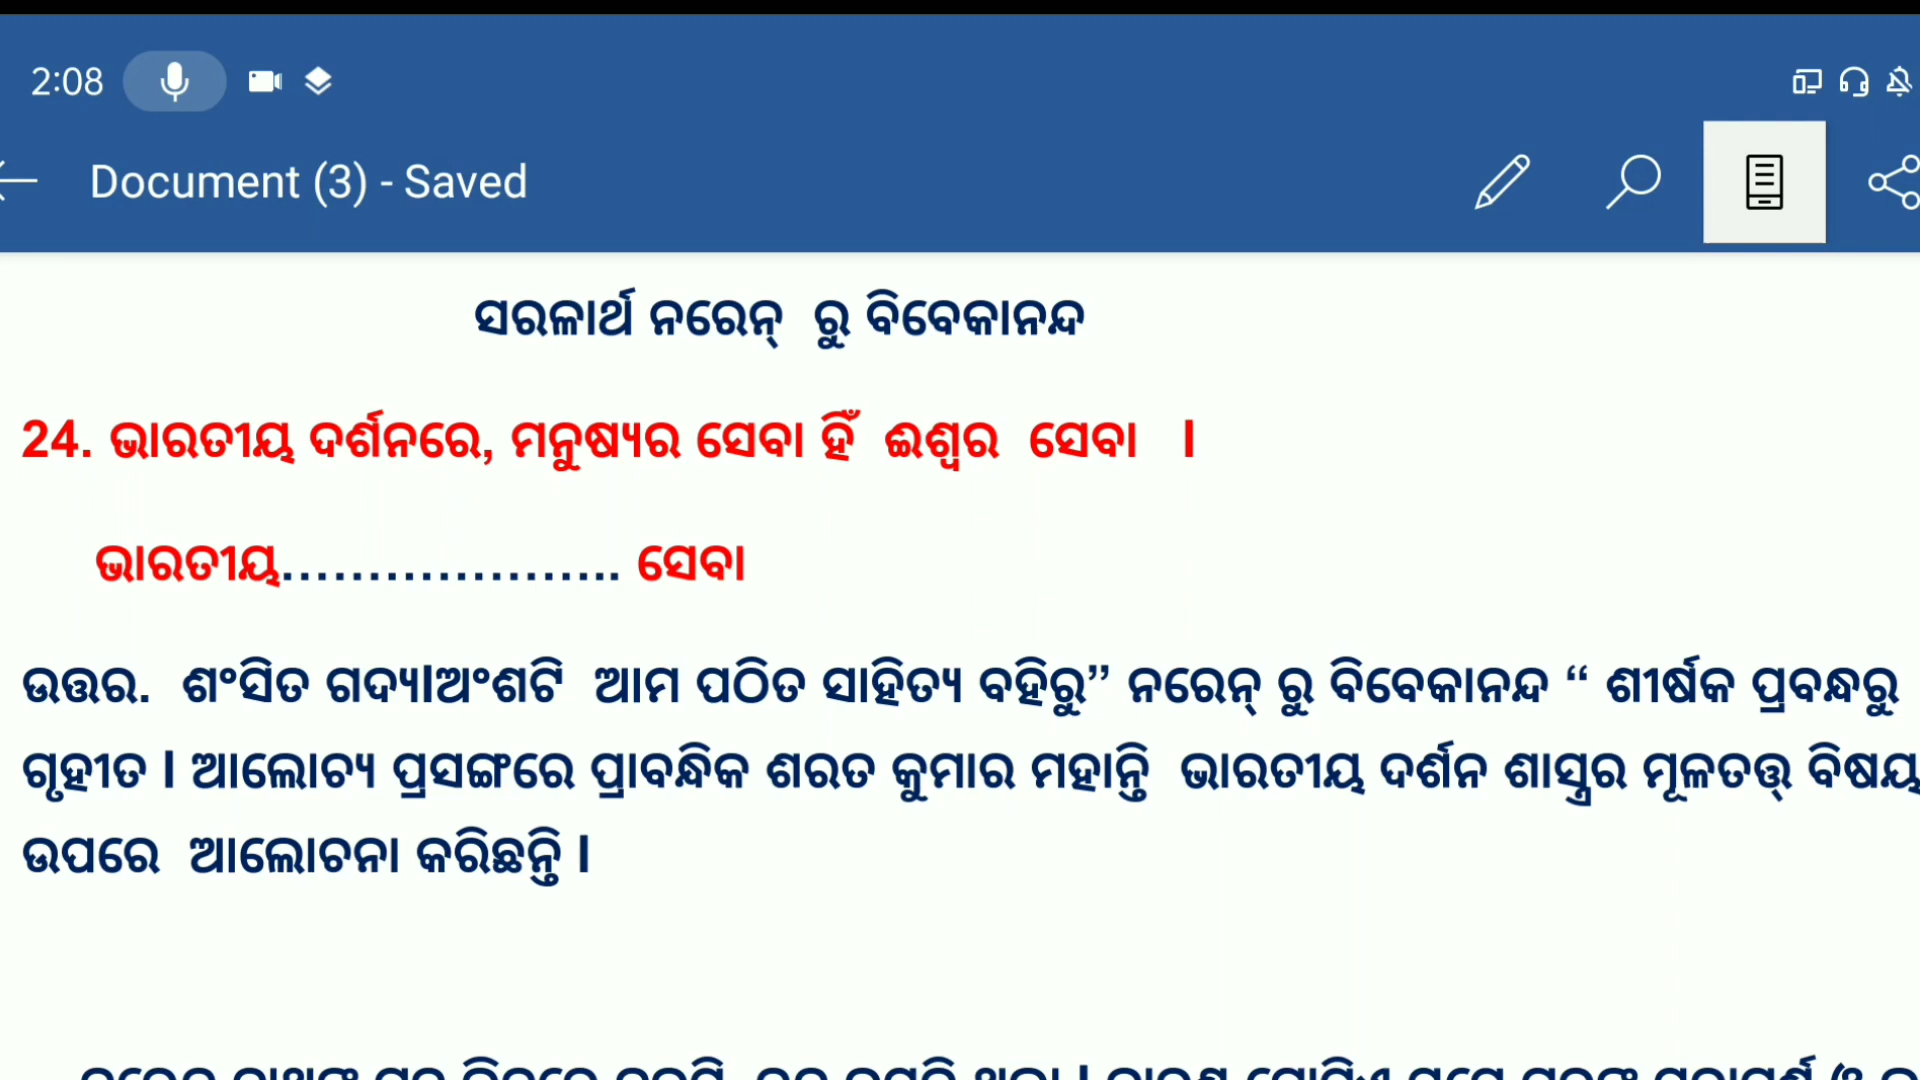 2:08
Document (3) - Saved
ସରଳାର୍ଥ ନରେନ୍ ରୁ ବିବେକାନନ୍ଦ
24. ଭାରତୀୟ ଦର୍ଶନରେ, ମନୁଷ୍ୟର ସେବା ହିଁ ଈଶ୍ୱର ସେବା ।
ଭାରତୀୟ.................... ସେବା
ଉତ୍ତର. ଶଂସିତ ଗଦ୍ୟାଅଂଶଟି ଆମ ପଠିତ ସାହିତ୍ୟ ବହିରୁ” ନରେନ୍ ରୁ ବିବେକାନନ୍ଦ “ ଶୀର୍ଷକ ପ୍ରବନ୍ଧରୁ
ଗୃହୀତ । ଆଲୋଚ୍ୟ ପ୍ରସଙ୍ଗରେ ପ୍ରାବନ୍ଧିକ ଶରତ କୁମାର ମହାନ୍ତି ଭାରତୀୟ ଦର୍ଶନ ଶାସ୍ତ୍ରର ମୂଳତତ୍ତ୍ ବିଷୟ
ଉପରେ ଆଲୋଚନା କରିଛନ୍ତି ।